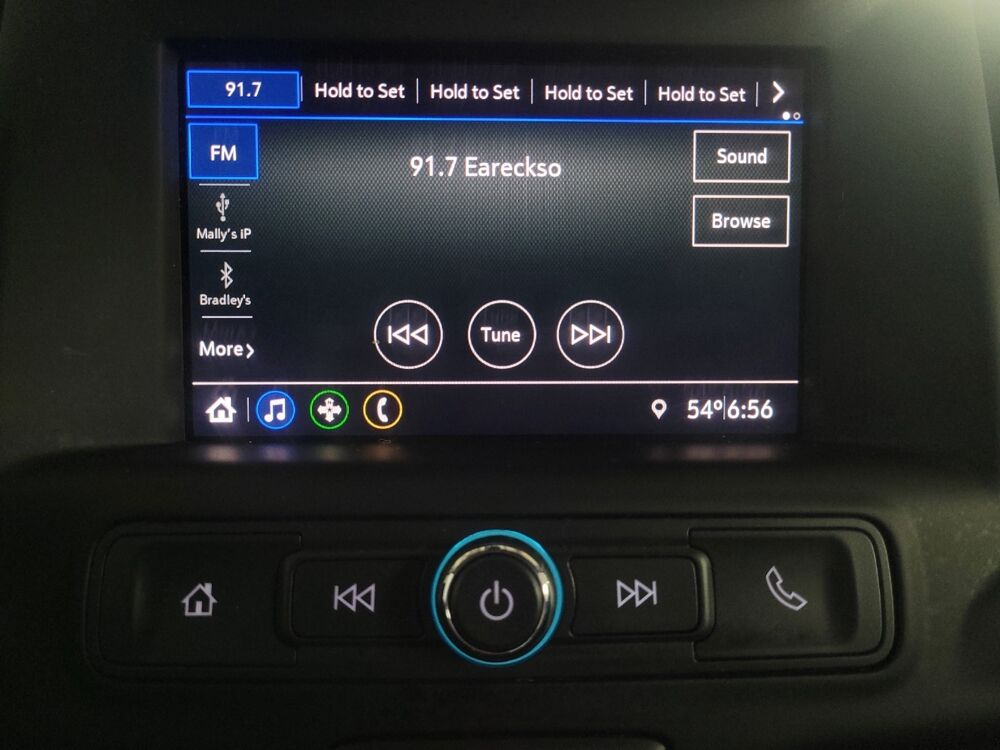 91.7 Hold to Set Hold to Set Hold to Set Hold to Set
FM
91.7 Eareckso
Sound
Mally's iP
Browse
Bradley's
More
Tune
54° 6:56